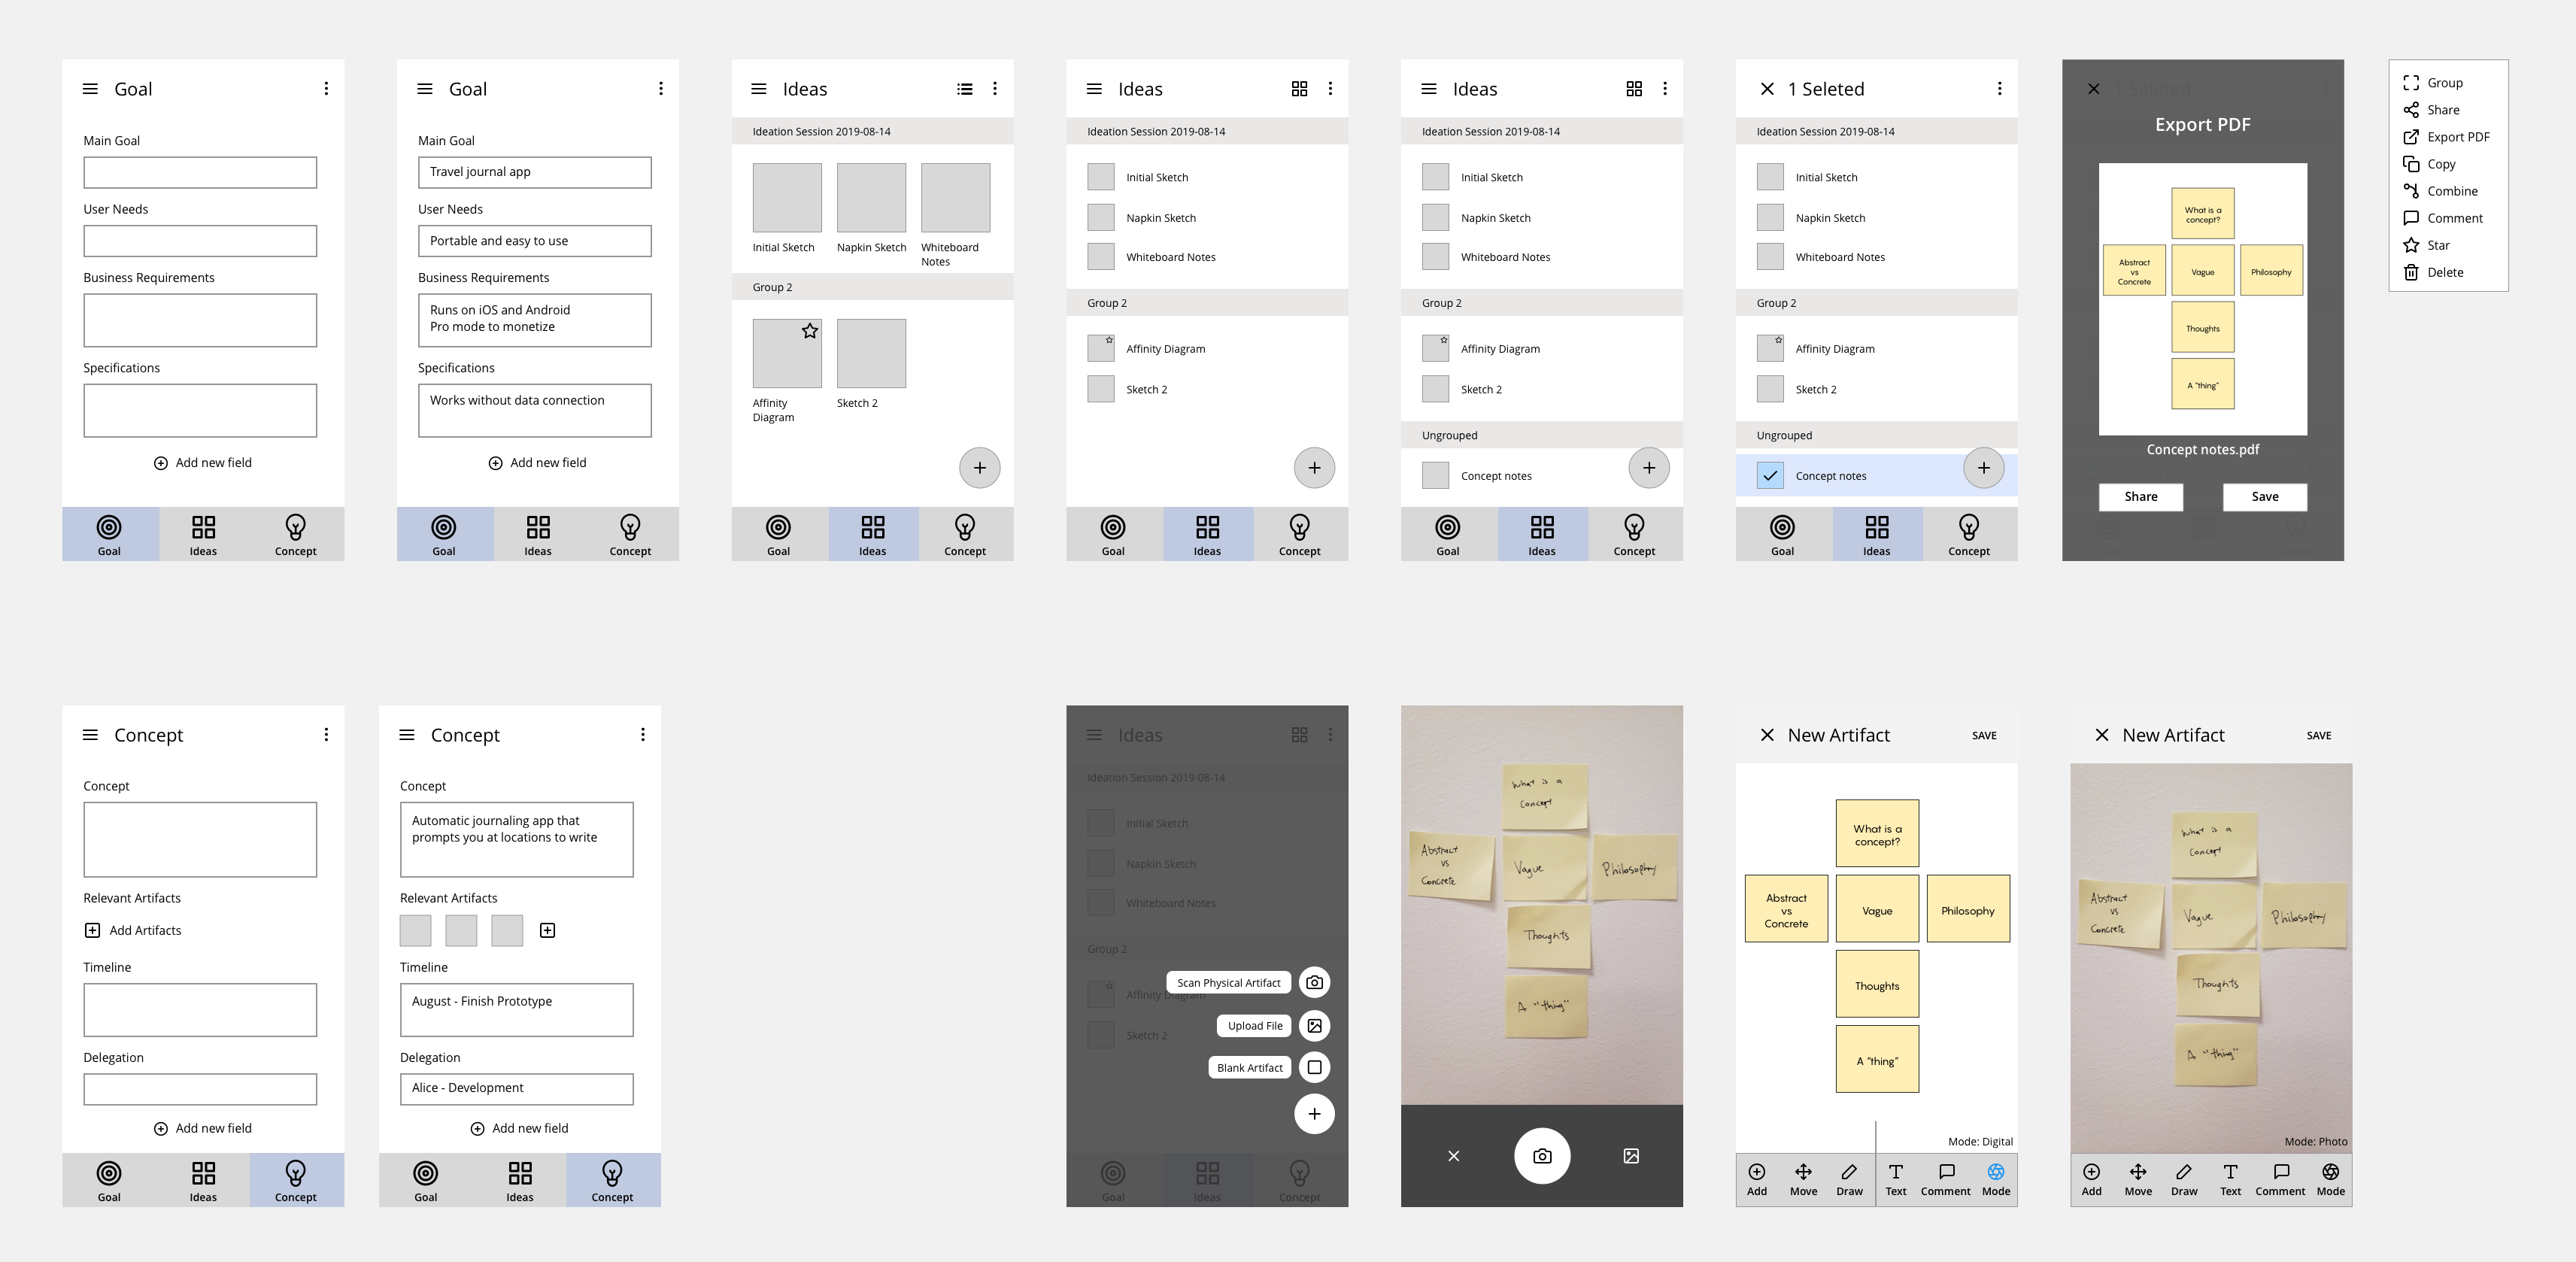 Goal
Main Goal
User Needs
Business Requirements
Specifications
Add new field
Goal
Ideas
Concept
Goal
Main Goal
Travel journal app
User Needs
Portable and easy to use
Business Requirements
Runs on iOS and Android
Pro mode to monetize
Specifications
Works without data connection
Add new field
Goal
Ideas
Concept
Ideas
Ideation Session 2019-08-14
Initial Sketch
Napkin Sketch
Whiteboard
Notes
Group 2
Affinity
Diagram
Sketch 2
Goal
Ideas
Concept
Ideas
Ideation Session 2019-08-14
Initial Sketch
Napkin Sketch
Whiteboard Notes
Group 2
Affinity Diagram
Sketch 2
Goal
Ideas
Concept
Ideas
Ideation Session 2019-08-14
Initial Sketch
Napkin Sketch
Whiteboard Notes
Group 2
Affinity Diagram
Sketch 2
Ungrouped
Concept notes
Goal
Ideas
Concept
1 Seleted
Ideation Session 2019-08-14
Initial Sketch
Napkin Sketch
Whiteboard Notes
Group 2
Affinity Diagram
Sketch 2
Ungrouped
Concept notes
Goal
Ideas
Concept
1 Seleted
Export PDF
What is a
concept?
Abstract
vs
Concrete
Vague
Philosophy
Thoughts
A "thing"
Concept notes.pdf
Share
Save
Group
Share
Export PDF
Copy
Combine
Comment
Star
Delete
Concept
Concept
Relevant Artifacts
Add Artifacts
Timeline
Delegation
Add new field
Goal
Ideas
Concept
Concept
Concept
Automatic journaling app that
prompts you at locations to write
Relevant Artifacts
Timeline
August - Finish Prototype
Delegation
Alice - Development
Add new field
Goal
Ideas
Concept
Ideas
Ideation Session 2019-08-14
Initial Sketch
Napkin Sketch
Whiteboard Notes
Group 2
Scan Physical Artifact
Affinity Diagram
Upload File
Sketch 2
Blank Artifact
Goal
Ideas
Concept
What is a
Concept
Abstract
vs
Concrete
Vague
Philosophy
Thoughts
A "thing"
New Artifact
SAVE
What is a
concept?
Abstract
vs
Concrete
Vague
Philosophy
Thoughts
A "thing"
Mode: Digital
Add
Move
Draw
Text
Comment
Mode
New Artifact
SAVE
What is a
Concept
Abstract
vs
Concrete
Vague
Philosophy
Thoughts
A "thing"
Mode: Photo
Add
Move
Draw
Text
Comment
Mode